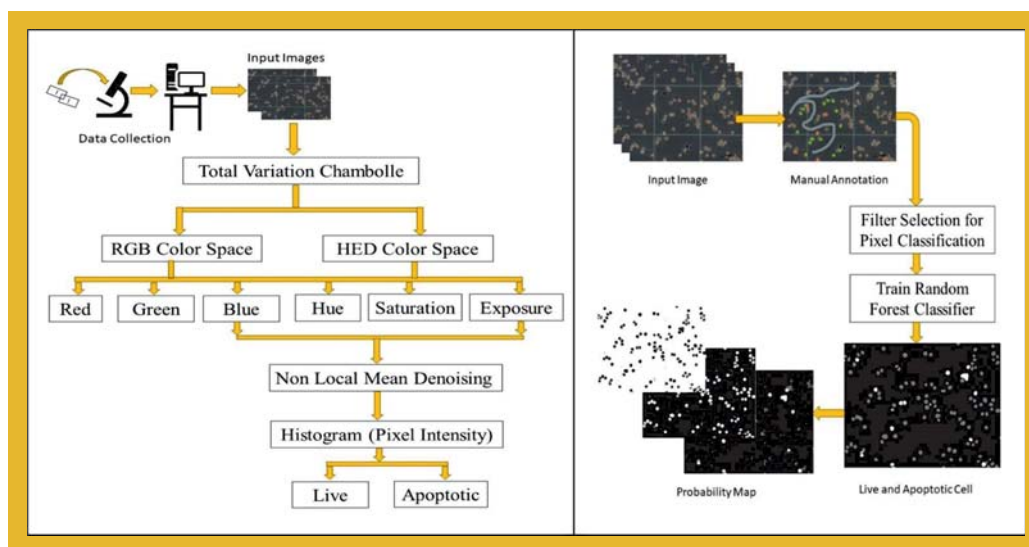 Input Images
Data Collection
Total Variation Chambolle
RGB Color Space
HED Color Space
Red
Green
Blue
Hue
Saturation
Exposure
Non Local Mean Denoising
Histogram (Pixel Intensity)
Live
Apoptotic
Input Image
Manual Annotation
Filter Selection for
Pixel Classification
Train Random
Forest Classifier
Probability Map
Live and Apoptotic Cell